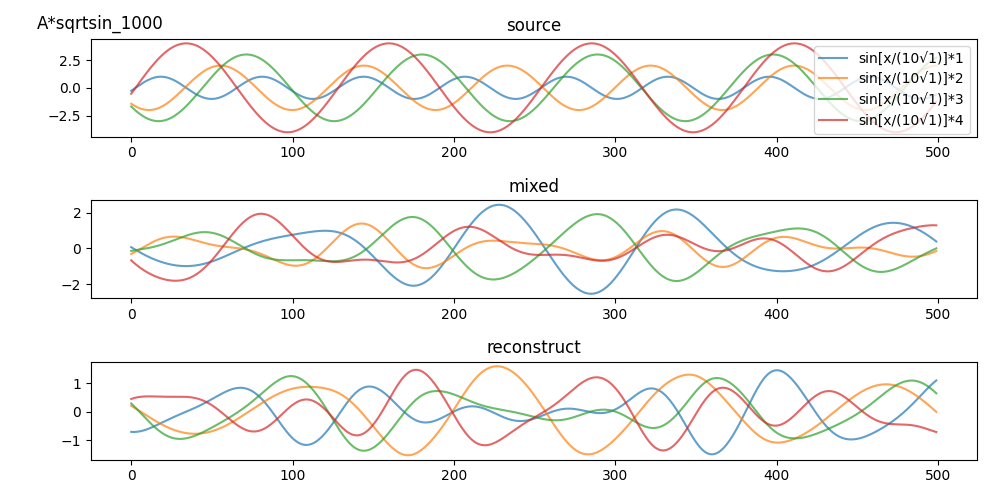 A*sqrtsin_1000
source
2.5
0.0
−2.5
sin[x/(10√1)]*1
sin[x/(10√1)]*2
sin[x/(10√1)]*3
sin[x/(10√1)]*4
0 100 200 300 400 500
mixed
2
0
−2
0 100 200 300 400 500
reconstruct
1
0
−1
0 100 200 300 400 500